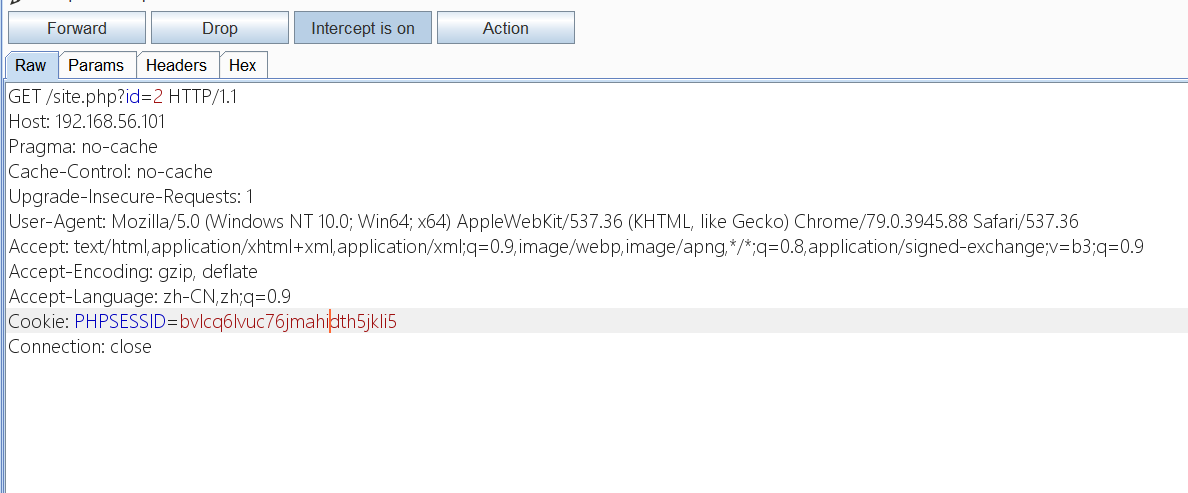 Forward Drop Intercept is on Action
Raw Params Headers Hex
GET /site.php?id=2 HTTP/1.1
Host: 192.168.56.101
Pragma: no-cache
Cache-Control: no-cache
Upgrade-Insecure-Requests: 1
User-Agent: Mozilla/5.0 (Windows NT 10.0; Win64; x64) AppleWebKit/537.36 (KHTML, like Gecko) Chrome/79.0.3945.88 Safari/537.36
Accept: text/html,application/xhtml+xml,application/xml;q=0.9,image/webp,image/apng,*/*;q=0.8,application/signed-exchange;v=b3;q=0.9
Accept-Encoding: gzip, deflate
Accept-Language: zh-CN,zh;q=0.9
Cookie: PHPSESSID=bvlcq6lvuc76jmahidth5jkli5
Connection: close